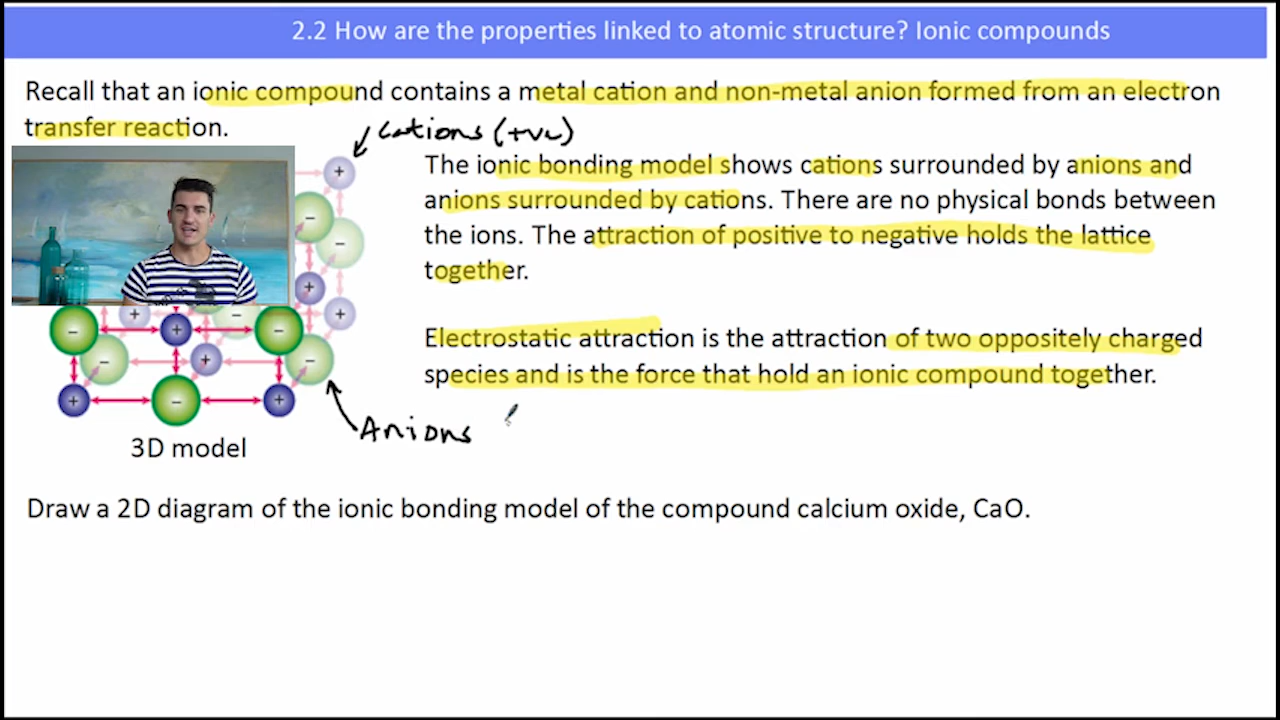 2.2 How are the properties linked to atomic structure? Ionic compounds
Recall that an ionic compound contains a metal cation and non-metal anion formed from an electron
transfer reaction.
Cations (+ve)
The ionic bonding model shows cations surrounded by anions and
anions surrounded by cations. There are no physical bonds between
the ions. The attraction of positive to negative holds the lattice
together.
Electrostatic attraction is the attraction of two oppositely charged
species and is the force that hold an ionic compound together.
+
−
−
+
+
−
+
−
+
−
−
+
−
+
−
+
Anions
3D model
Draw a 2D diagram of the ionic bonding model of the compound calcium oxide, CaO.